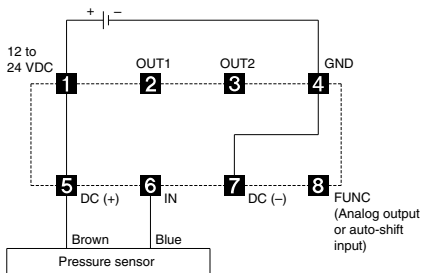 + –
12 to
24 VDC
OUT1
OUT2
GND
1
2
3
4
5
DC (+)
6
IN
7
DC (–)
8
FUNC
(Analog output
or auto-shift
input)
Brown
Blue
Pressure sensor